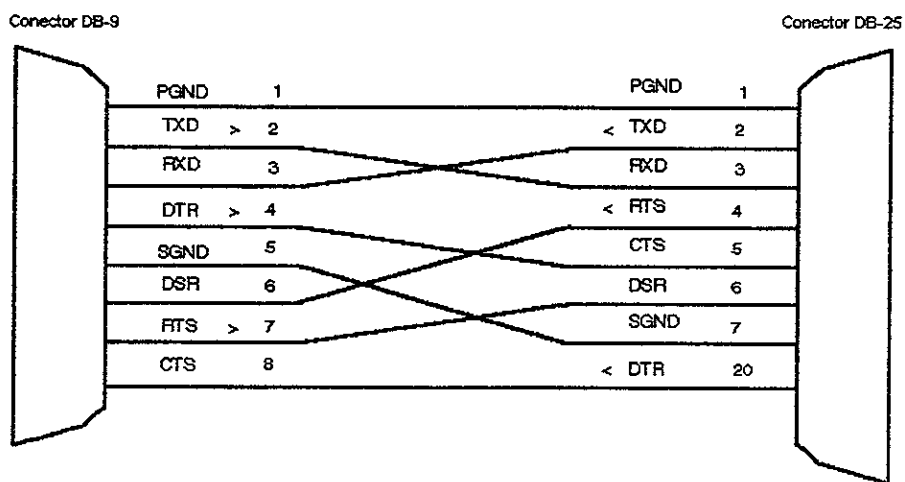 Conector DB-9 Conector DB-25
PGND 1 PGND 1
TXD > 2 < TXD 2
RXD 3 RXD 3
DTR > 4 < RTS 4
SGND 5 CTS 5
DSR 6 DSR 6
RTS > 7 SGND 7
CTS 8 < DTR 20